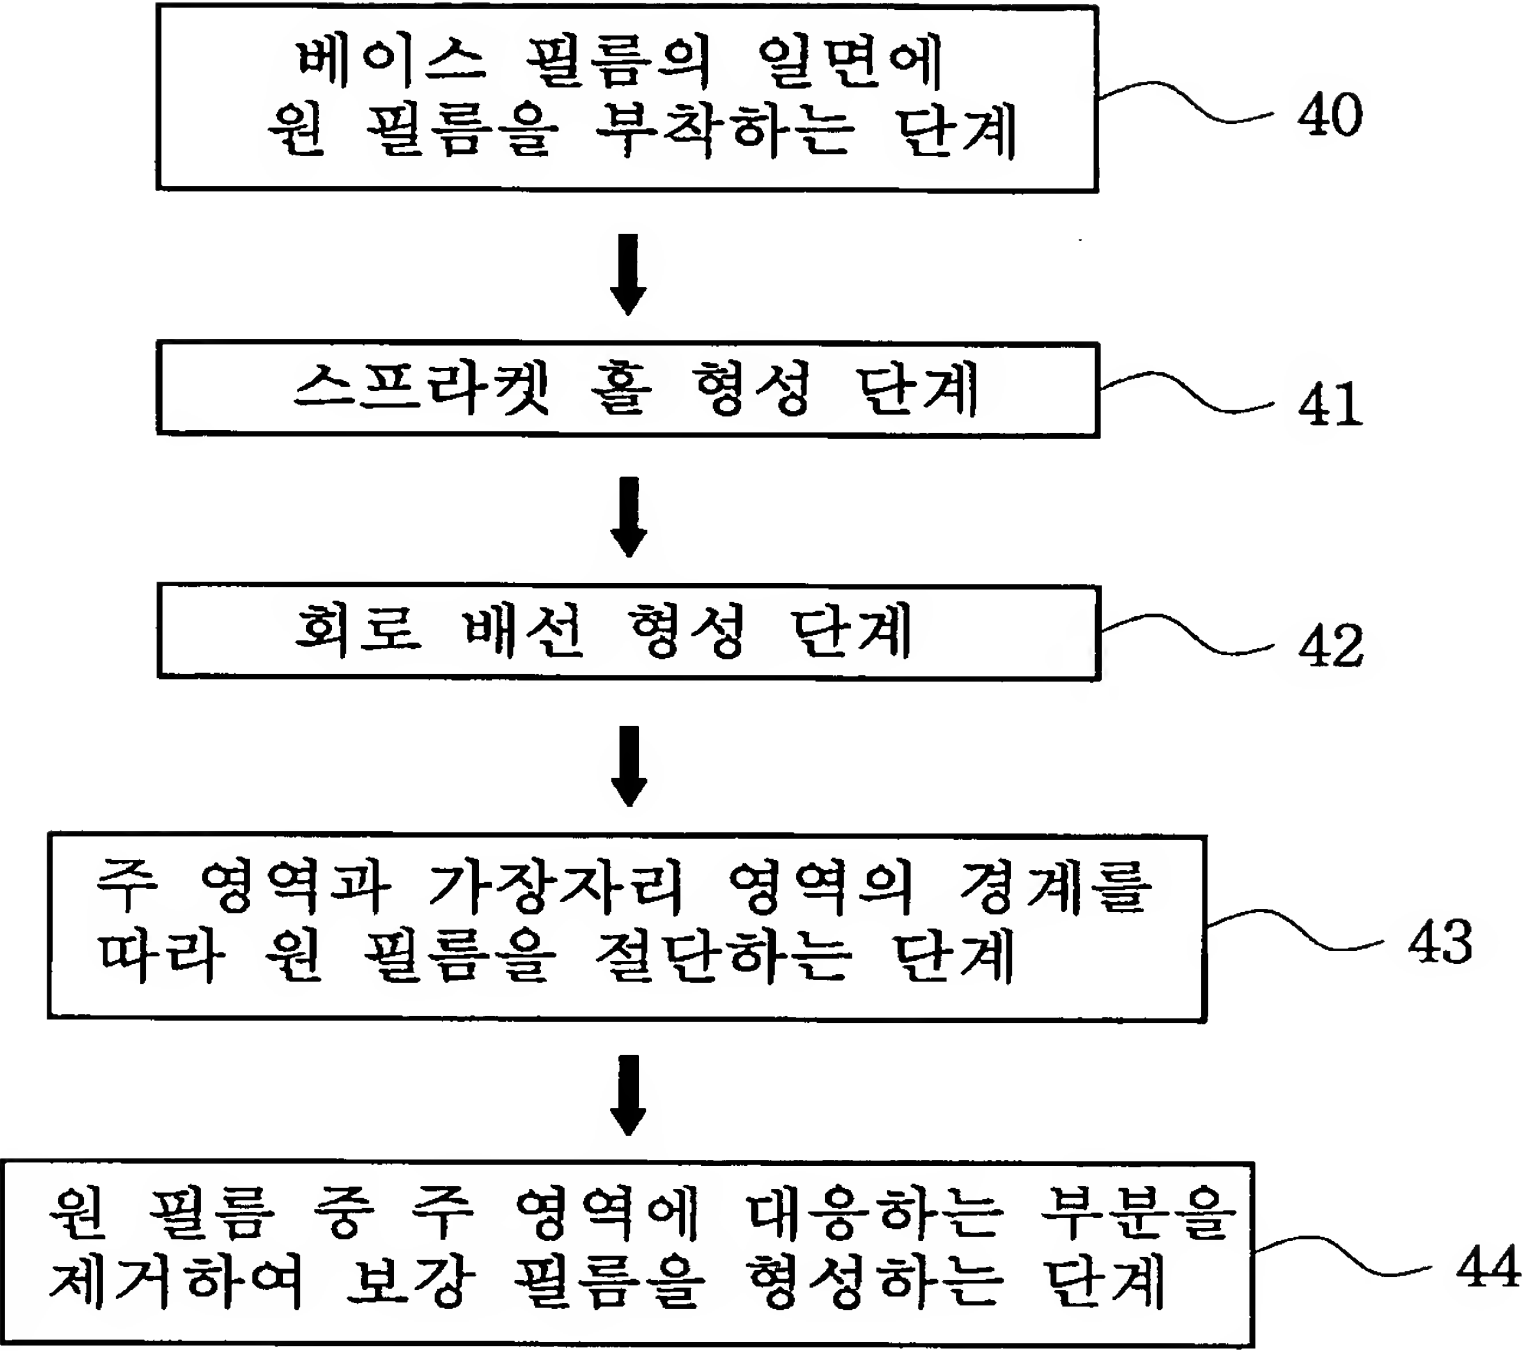 베이스 필름의 일면에
원 필름을 부착하는 단계
40
스프라켓 홀 형성 단계
41
회로 배선 형성 단계
42
주 영역과 가장자리 영역의 경계를
따라 원 필름을 절단하는 단계
43
원 필름 중 주 영역에 대응하는 부분을
제거하여 보강 필름을 형성하는 단계
44